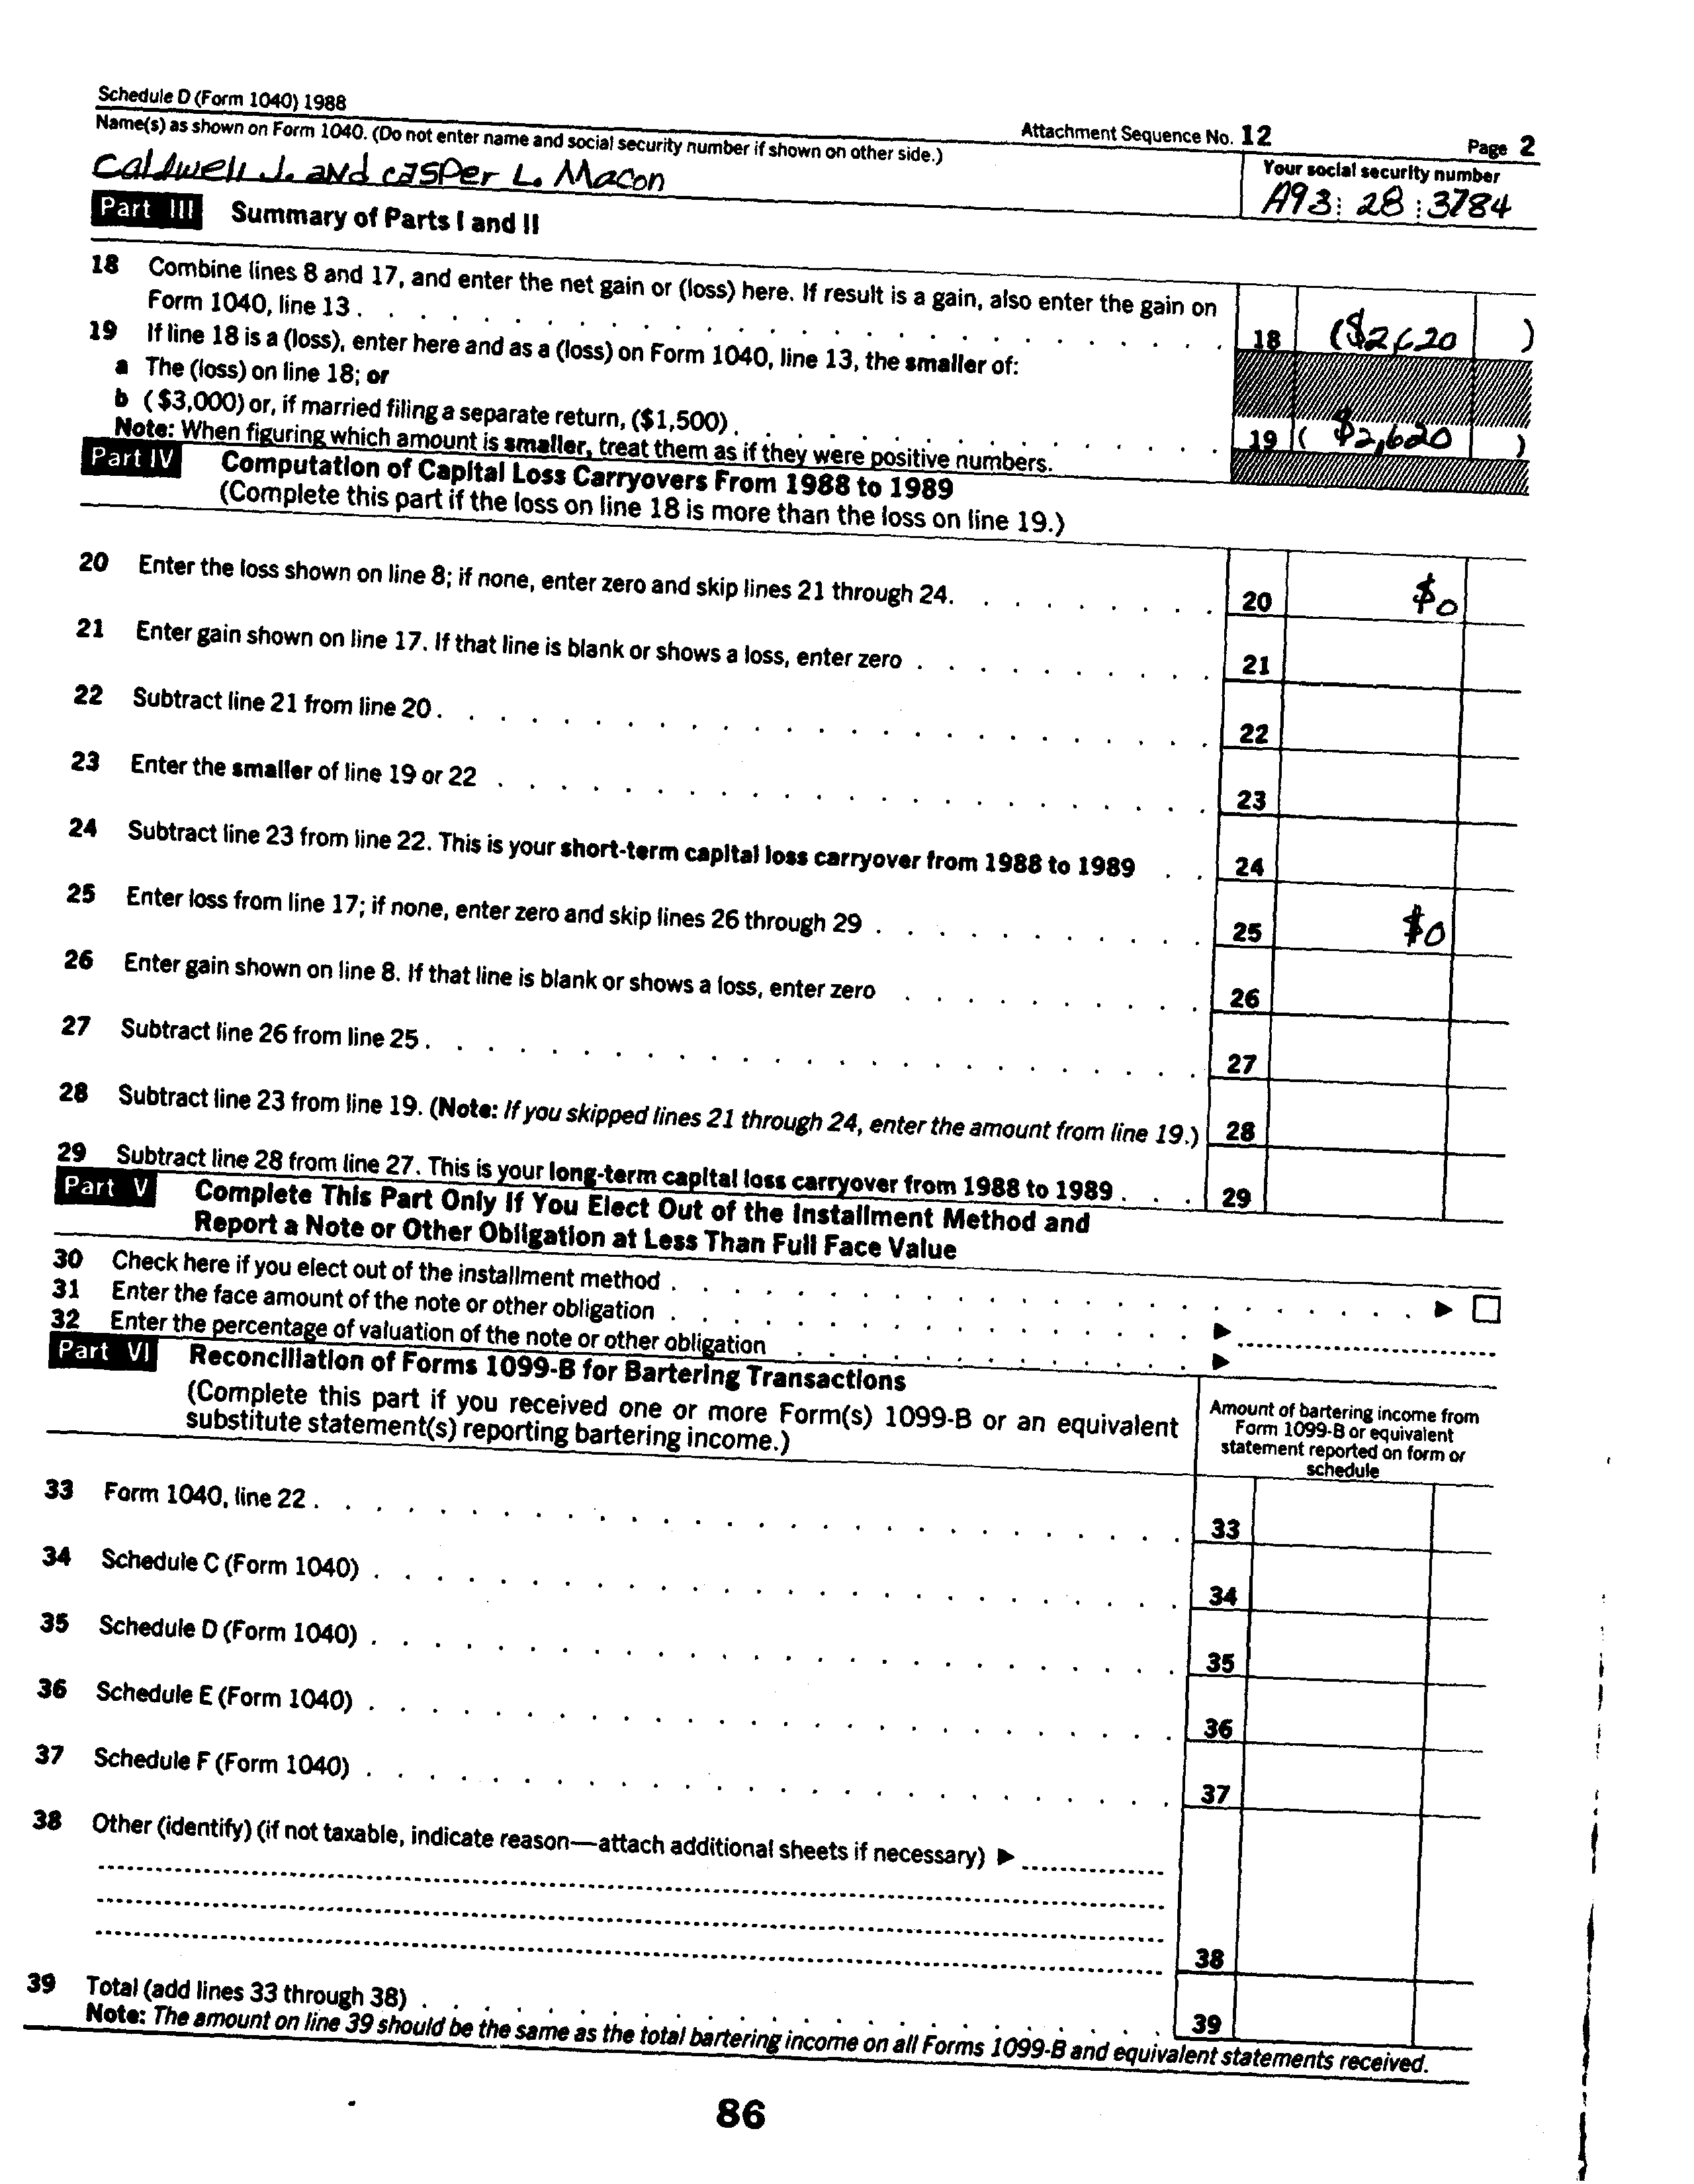 Schedule D (Form 1040) 1988
Attachment Sequence No. 12
Page 2
Name(s) as shown on Form 1040. (Do not enter name and social security number if shown on other side.)
Your social security number
Caldwell J. and casper L. Macon
A93: 28: 3784
Part III Summary of Parts I and II
18 Combine lines 8 and 17, and enter the net gain or (loss) here. If result is a gain, also enter the gain on
Form 1040, line 13 . . . 18 ($2,620 )
19 If line 18 is a (loss), enter here and as a (loss) on Form 1040, line 13, the smaller of:
a The (loss) on line 18; or
b ($3,000) or, if married filing a separate return, ($1,500) . . . 19 ( $2,620 )
Note: When figuring which amount is smaller, treat them as if they were positive numbers.
Part IV Computation of Capital Loss Carryovers From 1988 to 1989
(Complete this part if the loss on line 18 is more than the loss on line 19.)
20 Enter the loss shown on line 8; if none, enter zero and skip lines 21 through 24. . . . 20 $0
21 Enter gain shown on line 17. If that line is blank or shows a loss, enter zero . . . 21
22 Subtract line 21 from line 20 . . . 22
23 Enter the smaller of line 19 or 22 . . . 23
24 Subtract line 23 from line 22. This is your short-term capital loss carryover from 1988 to 1989 . . 24
25 Enter loss from line 17; if none, enter zero and skip lines 26 through 29 . . . 25 $0
26 Enter gain shown on line 8. If that line is blank or shows a loss, enter zero . . . 26
27 Subtract line 26 from line 25 . . . 27
28 Subtract line 23 from line 19. (Note: If you skipped lines 21 through 24, enter the amount from line 19.) 28
29 Subtract line 28 from line 27. This is your long-term capital loss carryover from 1988 to 1989 . . . 29
Part V Complete This Part Only If You Elect Out of the Installment Method and
Report a Note or Other Obligation at Less Than Full Face Value
30 Check here if you elect out of the installment method . . . ▶ ☐
31 Enter the face amount of the note or other obligation . . . ▶
32 Enter the percentage of valuation of the note or other obligation . . . ▶
Part VI Reconciliation of Forms 1099-B for Bartering Transactions
(Complete this part if you received one or more Form(s) 1099-B or an equivalent
substitute statement(s) reporting bartering income.)
Amount of bartering income from
Form 1099-B or equivalent
statement reported on form or
schedule
33 Form 1040, line 22 . . . 33
34 Schedule C (Form 1040) . . . 34
35 Schedule D (Form 1040) . . . 35
36 Schedule E (Form 1040) . . . 36
37 Schedule F (Form 1040) . . . 37
38 Other (identify) (if not taxable, indicate reason—attach additional sheets if necessary) ▶
38
39 Total (add lines 33 through 38) . . . 39
Note: The amount on line 39 should be the same as the total bartering income on all Forms 1099-B and equivalent statements received.
86